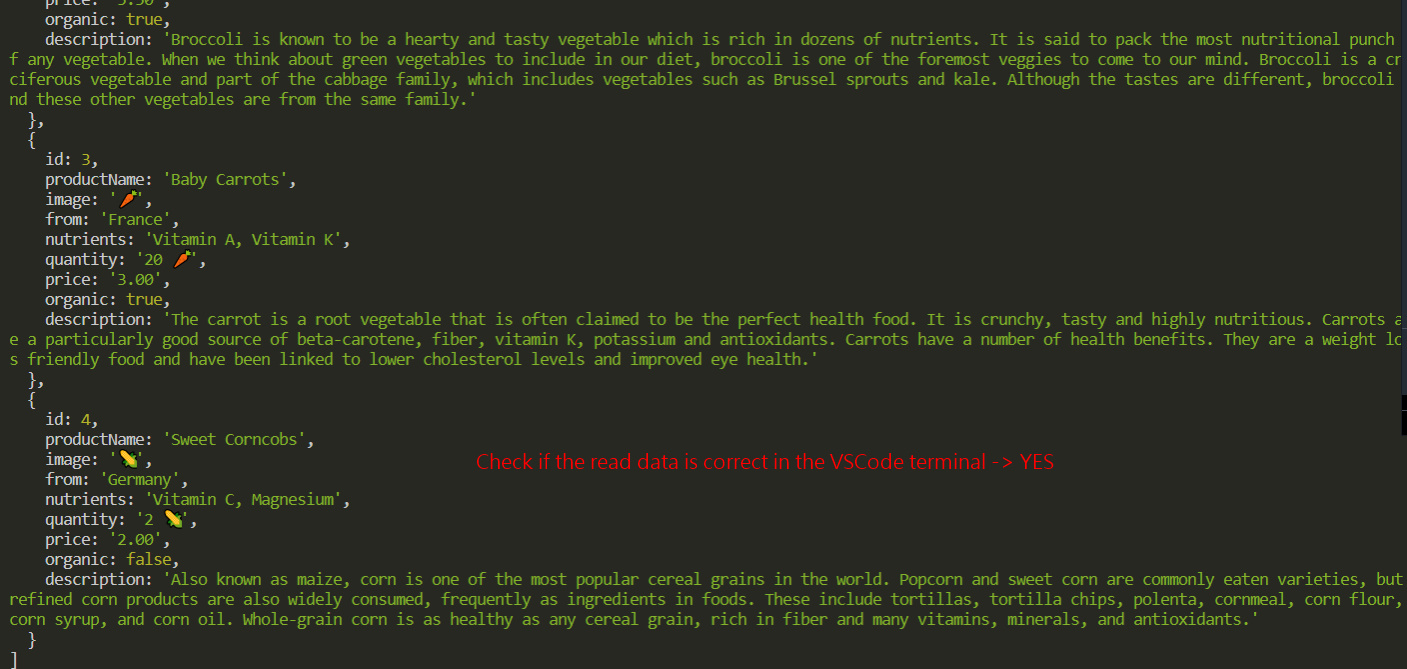 price: '5.50',
organic: true,
description: 'Broccoli is known to be a hearty and tasty vegetable which is rich in dozens of nutrients. It is said to pack the most nutritional punch
f any vegetable. When we think about green vegetables to include in our diet, broccoli is one of the foremost veggies to come to our mind. Broccoli is a cr
ciferous vegetable and part of the cabbage family, which includes vegetables such as Brussel sprouts and kale. Although the tastes are different, broccoli
nd these other vegetables are from the same family.'
},
{
id: 3,
productName: 'Baby Carrots',
image: '🥕',
from: 'France',
nutrients: 'Vitamin A, Vitamin K',
quantity: '20 🥕',
price: '3.00',
organic: true,
description: 'The carrot is a root vegetable that is often claimed to be the perfect health food. It is crunchy, tasty and highly nutritious. Carrots a
e a particularly good source of beta-carotene, fiber, vitamin K, potassium and antioxidants. Carrots have a number of health benefits. They are a weight lo
s friendly food and have been linked to lower cholesterol levels and improved eye health.'
},
{
id: 4,
productName: 'Sweet Corncobs',
image: '🌽',
from: 'Germany',
Check if the read data is correct in the VSCode terminal -> YES
nutrients: 'Vitamin C, Magnesium',
quantity: '2 🌽',
price: '2.00',
organic: false,
description: 'Also known as maize, corn is one of the most popular cereal grains in the world. Popcorn and sweet corn are commonly eaten varieties, but
refined corn products are also widely consumed, frequently as ingredients in foods. These include tortillas, tortilla chips, polenta, cornmeal, corn flour,
corn syrup, and corn oil. Whole-grain corn is as healthy as any cereal grain, rich in fiber and many vitamins, minerals, and antioxidants.'
}
]